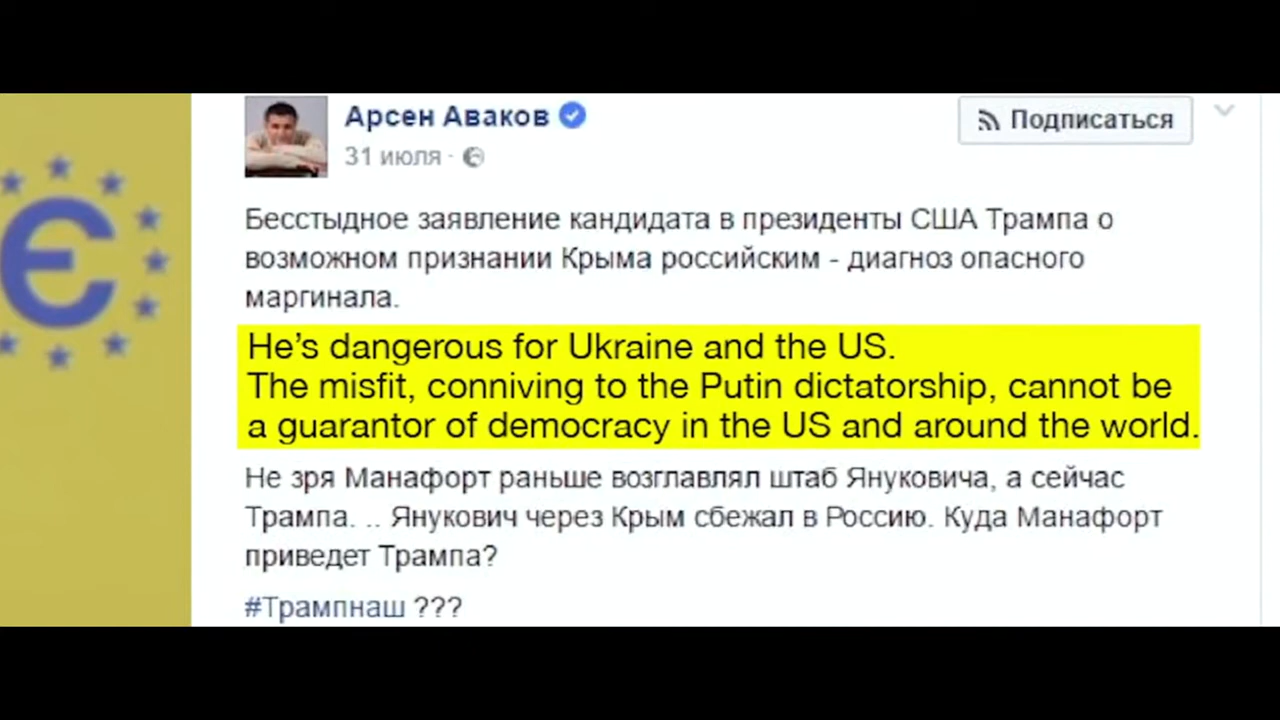 Арсен Аваков
Подписаться
31 июля ·
Бесстыдное заявление кандидата в президенты США Трампа о
возможном признании Крыма российским - диагноз опасного
маргинала.
He's dangerous for Ukraine and the US.
The misfit, conniving to the Putin dictatorship, cannot be
a guarantor of democracy in the US and around the world.
Не зря Манафорт раньше возглавлял штаб Януковича, а сейчас
Трампа. .. Янукович через Крым сбежал в Россию. Куда Манафорт
приведет Трампа?
#Трампнаш ???
Є